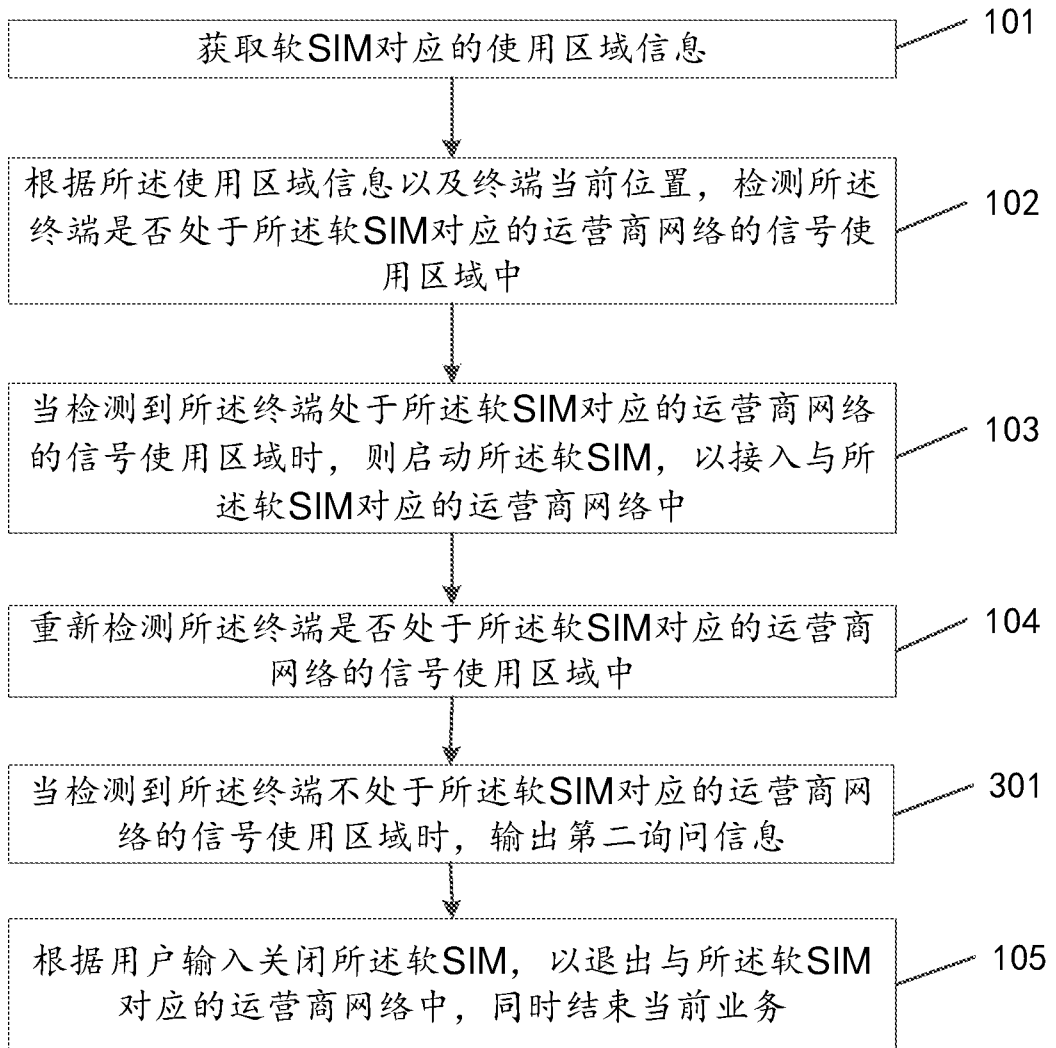 获取软SIM对应的使用区域信息
101
根据所述使用区域信息以及终端当前位置，检测所述
终端是否处于所述软SIM对应的运营商网络的信号使
用区域中
102
当检测到所述终端处于所述软SIM对应的运营商网络
的信号使用区域时，则启动所述软SIM，以接入与所
述软SIM对应的运营商网络中
103
重新检测所述终端是否处于所述软SIM对应的运营商
网络的信号使用区域中
104
当检测到所述终端不处于所述软SIM对应的运营商网
络的信号使用区域时，输出第二询问信息
301
根据用户输入关闭所述软SIM，以退出与所述软SIM
对应的运营商网络中，同时结束当前业务
105